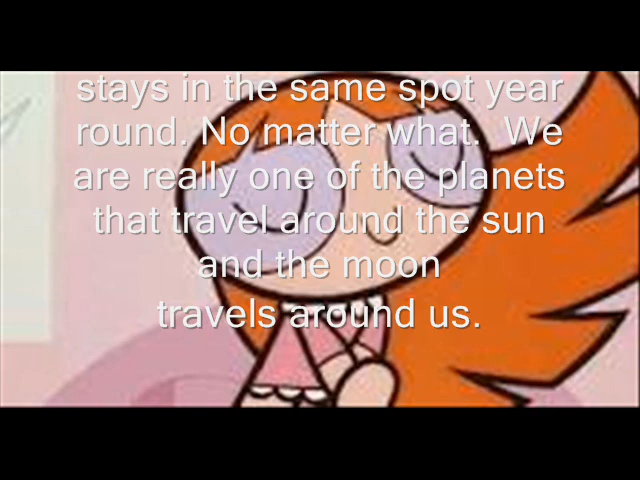 stays in the same spot year
round. No matter what.  We
are really one of the planets
that travel around the sun
and the moon
travels around us.